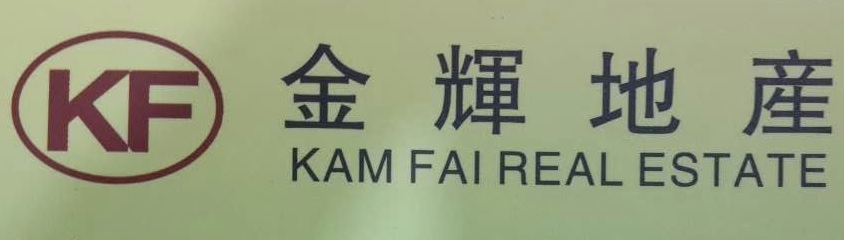 KF
金輝地產
KAM FAI REAL ESTATE